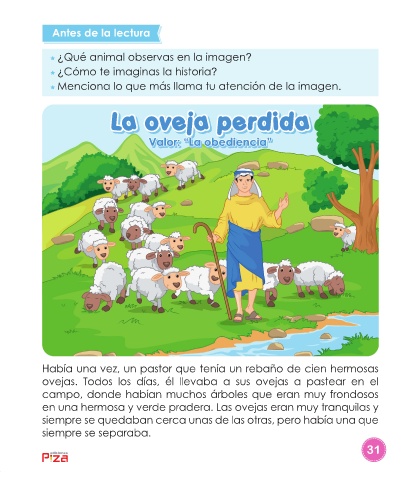 Antes de la lectura
¿Qué animal observas en la imagen?
¿Cómo te imaginas la historia?
Menciona lo que más llama tu atención de la imagen.
La oveja perdida
Valor: "La obediencia"
Había una vez, un pastor que tenía un rebaño de cien hermosas
ovejas. Todos los días, él llevaba a sus ovejas a pastear en el
campo, donde habían muchos árboles que eran muy frondosos
en una hermosa y verde pradera. Las ovejas eran muy tranquilas y
siempre se quedaban cerca unas de las otras, pero había una que
siempre se separaba.
31